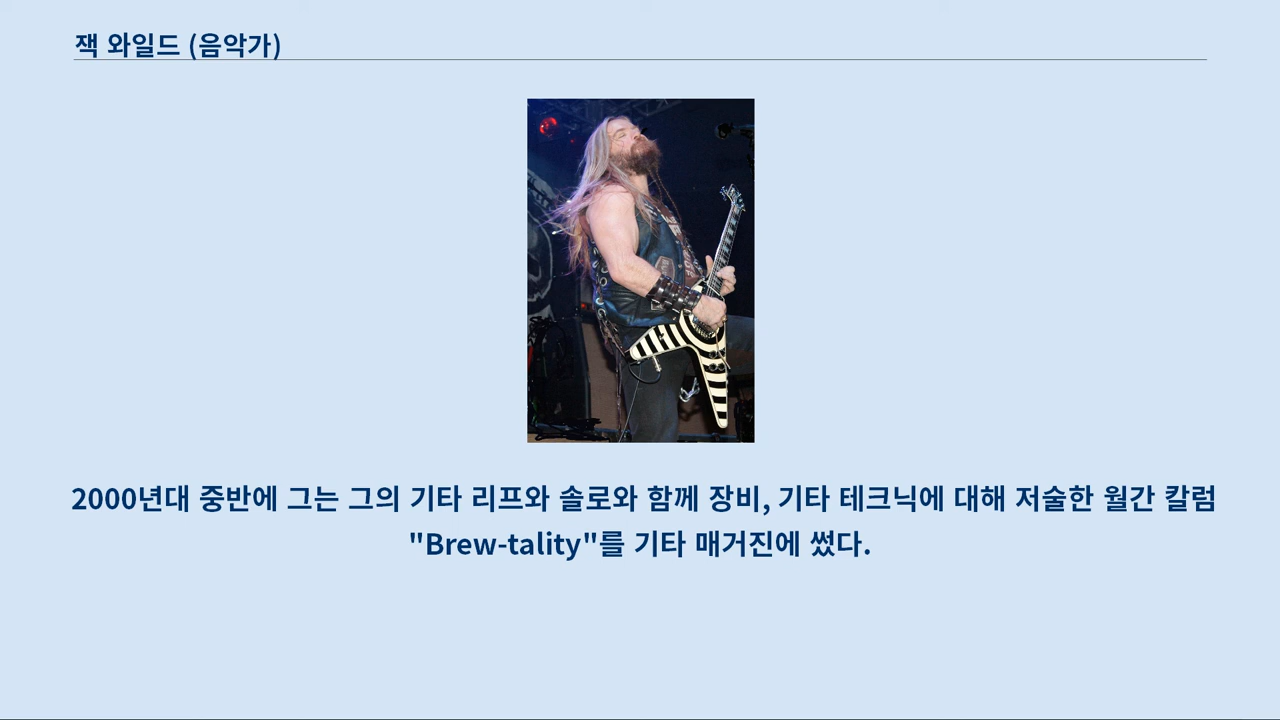 잭 와일드 (음악가)
2000년대 중반에 그는 그의 기타 리프와 솔로와 함께 장비, 기타 테크닉에 대해 저술한 월간 칼럼
"Brew-tality"를 기타 매거진에 썼다.